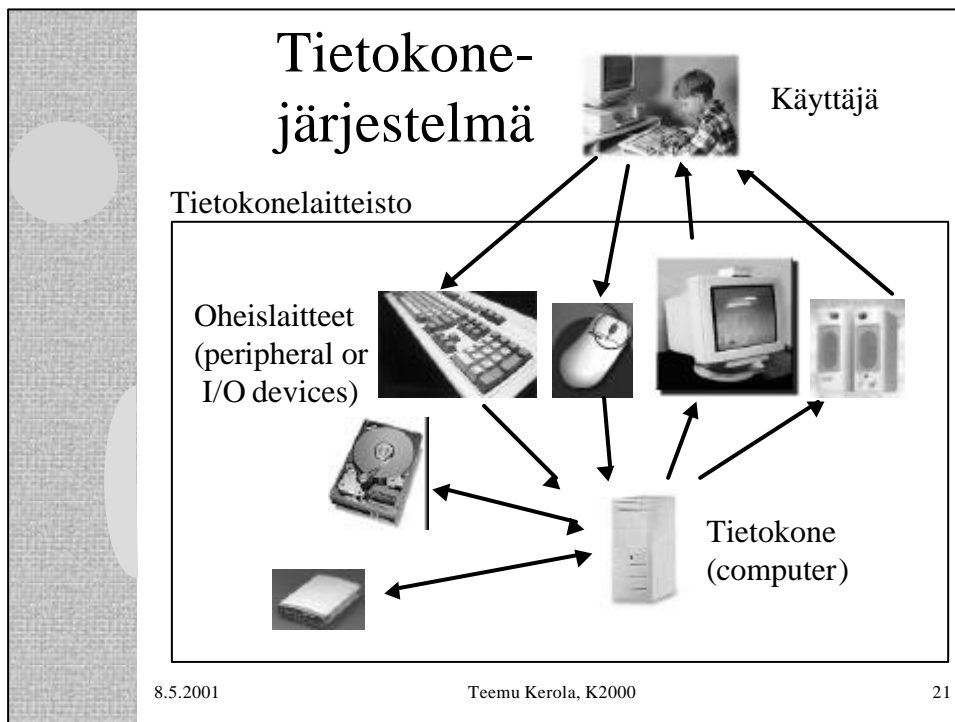 Tietokone-
järjestelmä
Käyttäjä
Tietokonelaitteisto
Oheislaitteet
(peripheral or
I/O devices)
Tietokone
(computer)
8.5.2001
Teemu Kerola, K2000
21